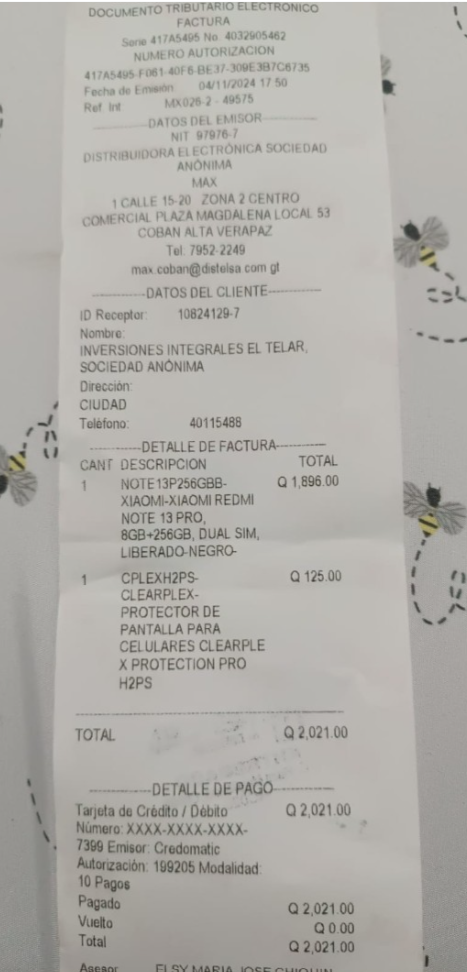 DOCUMENTO TRIBUTARIO ELECTRÓNICO
FACTURA
Serie 417A5495 No. 4032905462
NUMERO AUTORIZACION
417A5495-F061-40F6-BE37-309E3B7C6735
Fecha de Emisión: 04/11/2024 17:50
Ref. Int MX026-2 - 49575
-----------DATOS DEL EMISOR-----------
NIT 97976-7
DISTRIBUIDORA ELECTRÓNICA SOCIEDAD
ANÓNIMA
MAX
1 CALLE 15-20 ZONA 2 CENTRO
COMERCIAL PLAZA MAGDALENA LOCAL 53
COBAN ALTA VERAPAZ
Tel: 7952-2249
max.coban@distelsa.com.gt
-----------DATOS DEL CLIENTE-----------
ID Receptor: 10824129-7
Nombre:
INVERSIONES INTEGRALES EL TELAR,
SOCIEDAD ANÓNIMA
Dirección:
CIUDAD
Teléfono: 40115488
-----------DETALLE DE FACTURA-----------
CANT DESCRIPCION TOTAL
1 NOTE13P256GBB- Q 1,896.00
XIAOMI-XIAOMI REDMI
NOTE 13 PRO,
8GB+256GB, DUAL SIM,
LIBERADO-NEGRO-
1 CPLEXH2PS- Q 125.00
CLEARPLEX-
PROTECTOR DE
PANTALLA PARA
CELULARES CLEARPLE
X PROTECTION PRO
H2PS
TOTAL Q 2,021.00
-----------DETALLE DE PAGO-----------
Tarjeta de Crédito / Débito Q 2,021.00
Número: XXXX-XXXX-XXXX-
7399 Emisor: Credomatic
Autorización: 199205 Modalidad:
10 Pagos
Pagado Q 2,021.00
Vuelto Q 0.00
Total Q 2,021.00
Asesor ELSY MARIA JOSE CHIQUIN